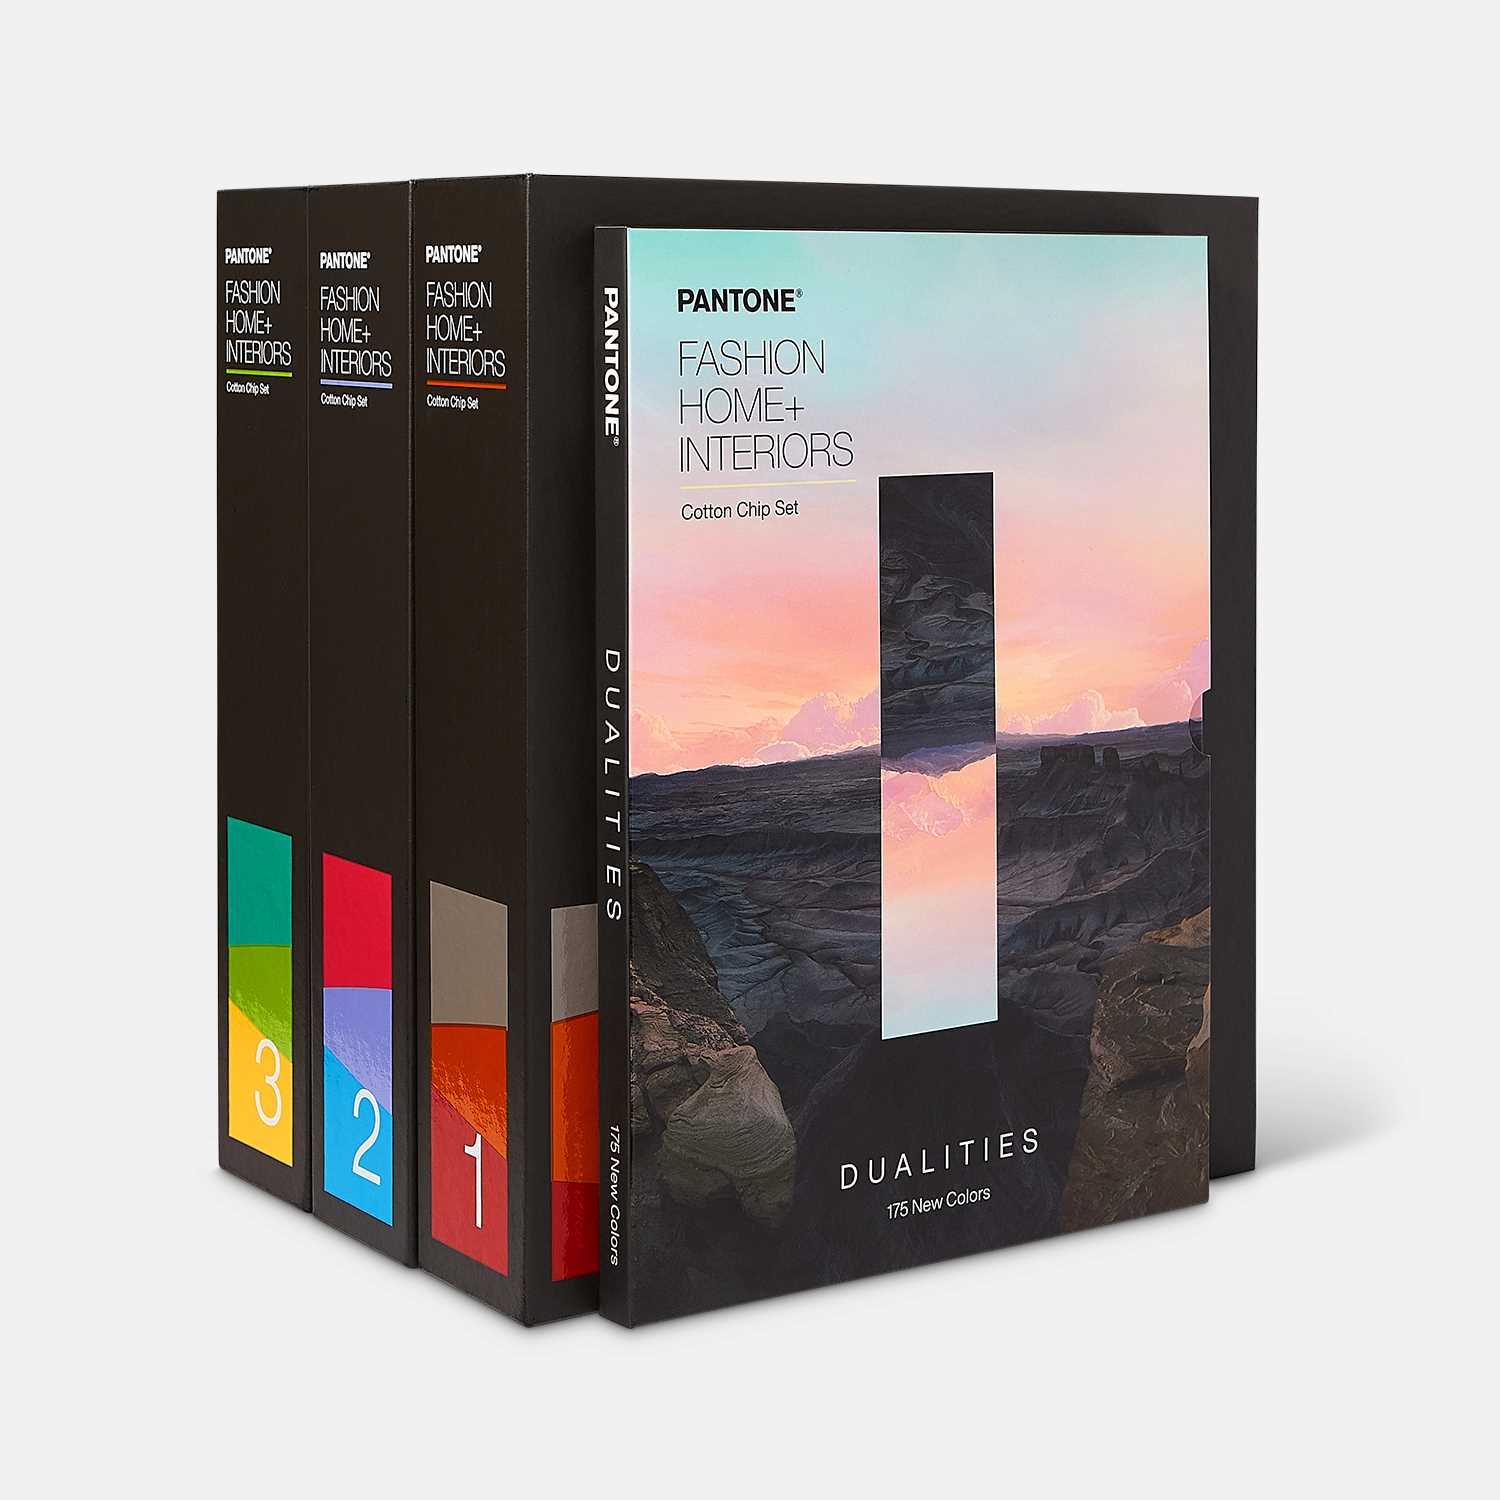 PANTONE®
FASHION
HOME+
INTERIORS
Cotton Chip Set
3
PANTONE®
FASHION
HOME+
INTERIORS
Cotton Chip Set
2
PANTONE®
FASHION
HOME+
INTERIORS
Cotton Chip Set
1
PANTONE®
DUALITIES
175 New Colors
PANTONE®
FASHION
HOME+
INTERIORS
Cotton Chip Set
DUALITIES
175 New Colors